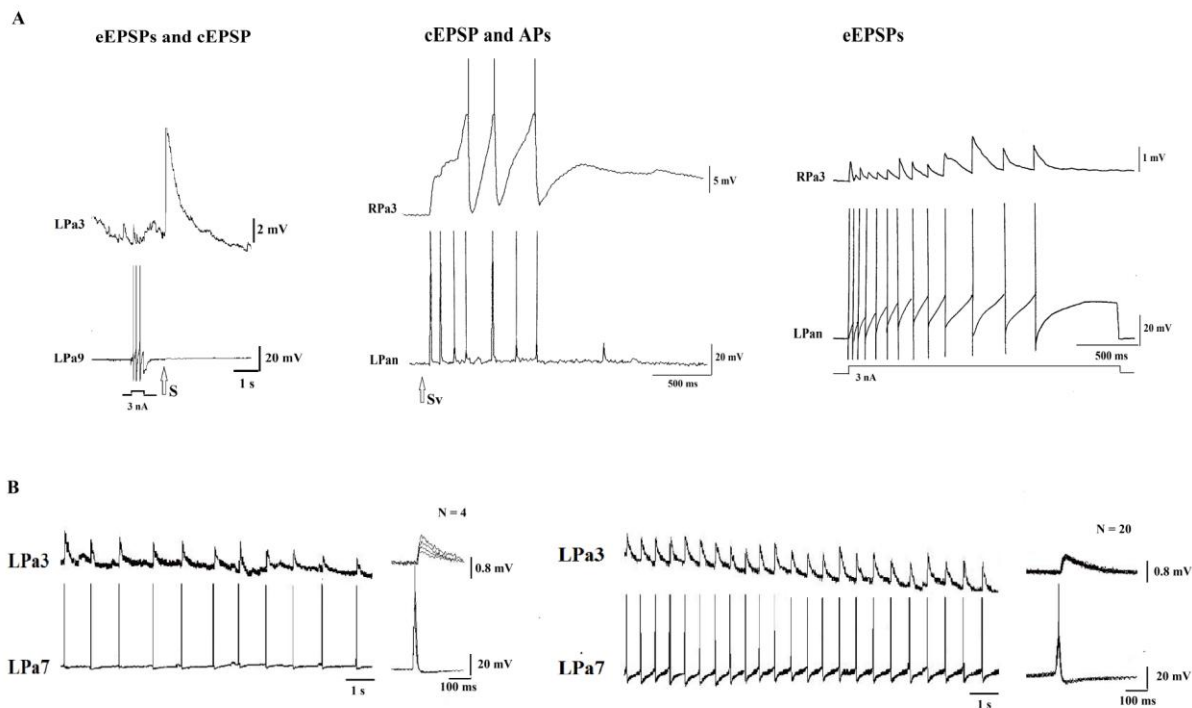 A
eEPSPs and cEPSP
cEPSP and APs
eEPSPs
LPa3
2 mV
LPa9
20 mV
1 s
S
3 nA
RPa3
5 mV
LPan
20 mV
500 ms
Sv
RPa3
1 mV
LPan
20 mV
500 ms
3 nA
B
N = 4
LPa3
0.8 mV
LPa7
20 mV
1 s
100 ms
N = 20
LPa3
0.8 mV
LPa7
20 mV
1 s
100 ms